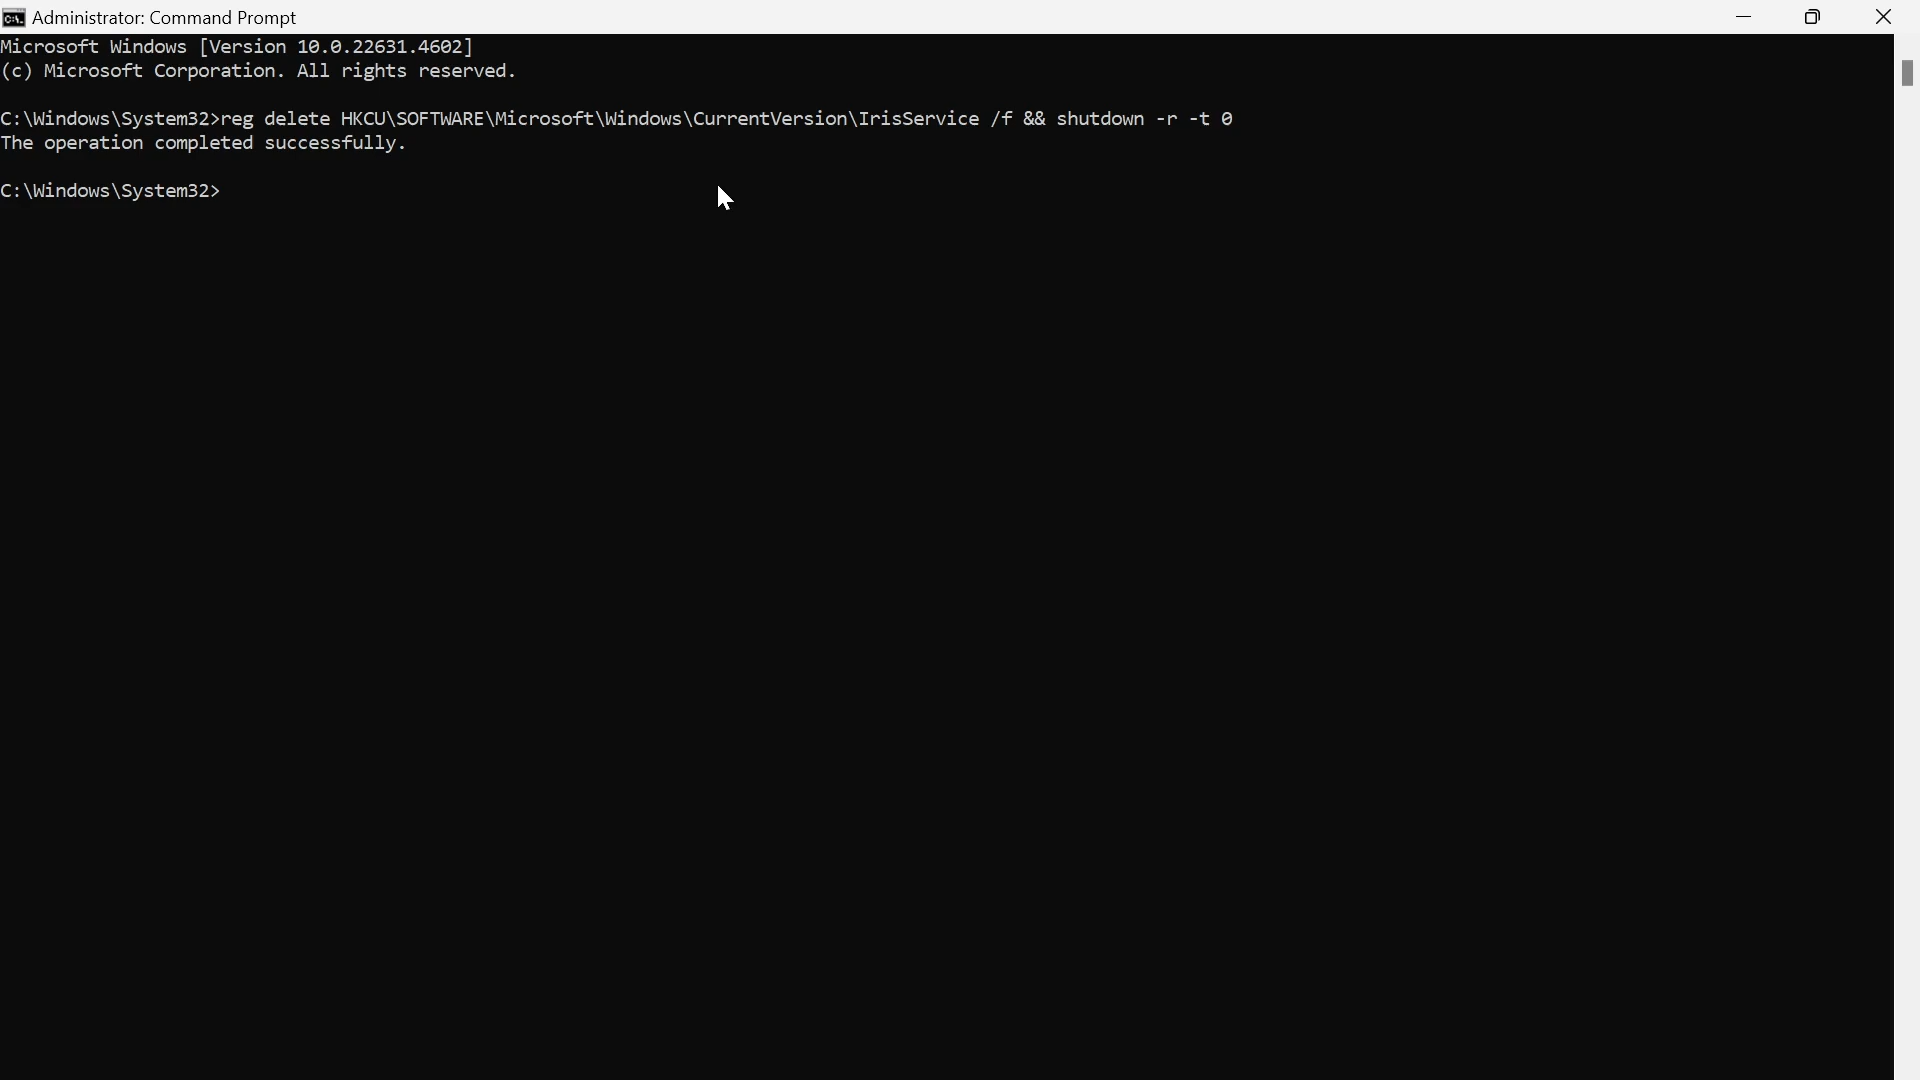 Administrator: Command Prompt
Microsoft Windows [Version 10.0.22631.4602]
(c) Microsoft Corporation. All rights reserved.
C:\Windows\System32>reg delete HKCU\SOFTWARE\Microsoft\Windows\CurrentVersion\IrisService /f && shutdown -r -t 0
The operation completed successfully.
C:\Windows\System32>